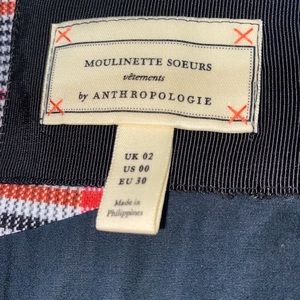 MOULINETTE SOEURS
vêtements
by ANTHROPOLOGIE
UK 02
US 00
EU 30
Made in
Philippines